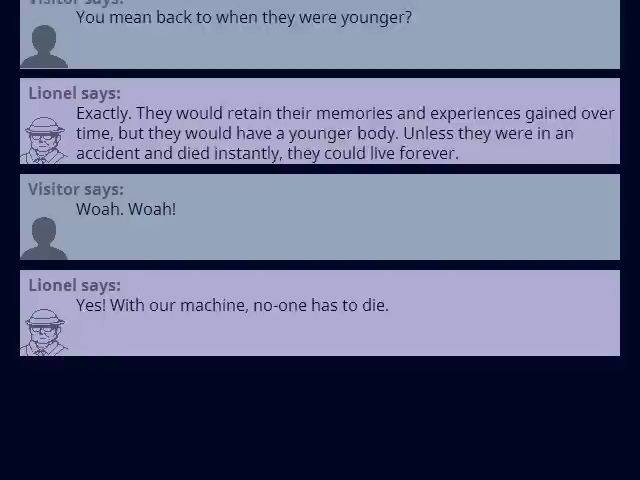 Visitor says:
You mean back to when they were younger?
Lionel says:
Exactly. They would retain their memories and experiences gained over
time, but they would have a younger body. Unless they were in an
accident and died instantly, they could live forever.
Visitor says:
Woah. Woah!
Lionel says:
Yes! With our machine, no-one has to die.